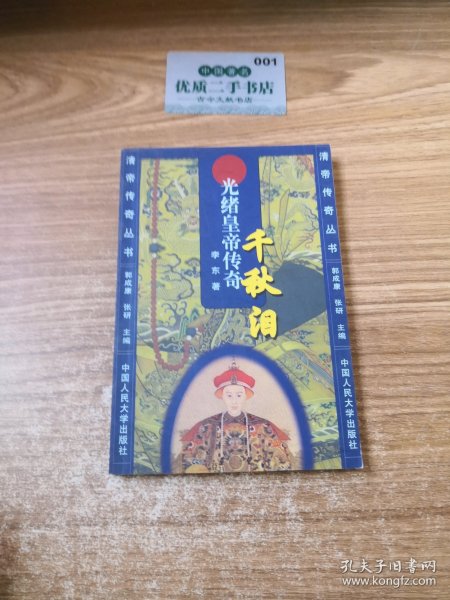 001
中国著名
优质二手书店
古今文献书店
清帝传奇丛书
郭成康 张研 主编
中国人民大学出版社
光绪皇帝传奇
李东 著
千秋泪
清帝传奇丛书
郭成康 张研 主编
中国人民大学出版社
孔夫子旧书网
www.kongfz.com